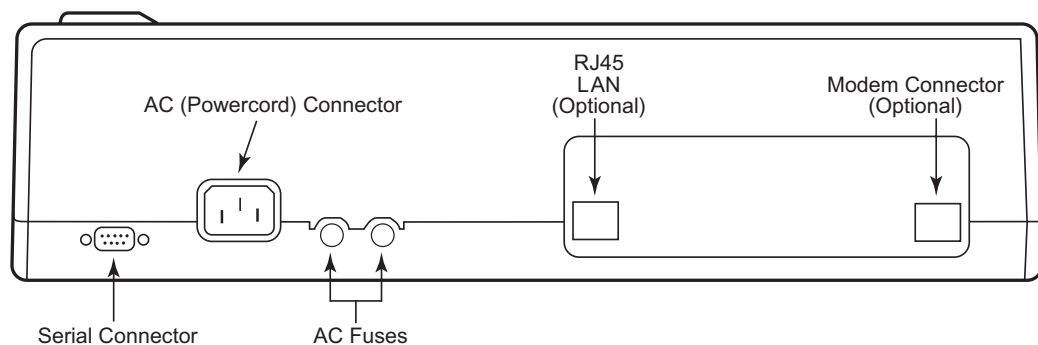 RJ45
LAN
(Optional)
Modem Connector
(Optional)
AC (Powercord) Connector
Serial Connector
AC Fuses